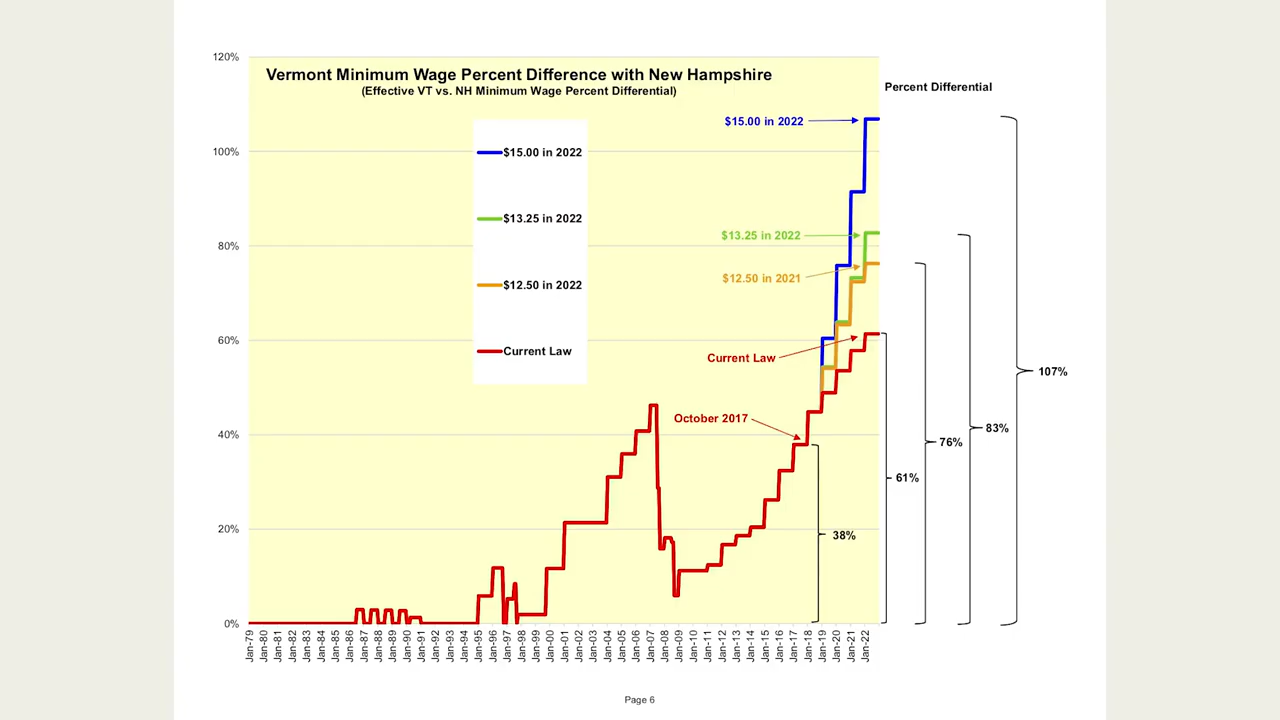 120%
Vermont Minimum Wage Percent Difference with New Hampshire
(Effective VT vs. NH Minimum Wage Percent Differential)
Percent Differential
$15.00 in 2022
100%
$15.00 in 2022
$13.25 in 2022
80%
$13.25 in 2022
$12.50 in 2021
$12.50 in 2022
60%
Current Law
Current Law
107%
October 2017
40%
83%
76%
61%
20%
38%
0%
Jan-79
Jan-80
Jan-81
Jan-82
Jan-83
Jan-84
Jan-85
Jan-86
Jan-87
Jan-88
Jan-89
Jan-90
Jan-91
Jan-92
Jan-93
Jan-94
Jan-95
Jan-96
Jan-97
Jan-98
Jan-99
Jan-00
Jan-01
Jan-02
Jan-03
Jan-04
Jan-05
Jan-06
Jan-07
Jan-08
Jan-09
Jan-10
Jan-11
Jan-12
Jan-13
Jan-14
Jan-15
Jan-16
Jan-17
Jan-18
Jan-19
Jan-20
Jan-21
Jan-22
Page 6